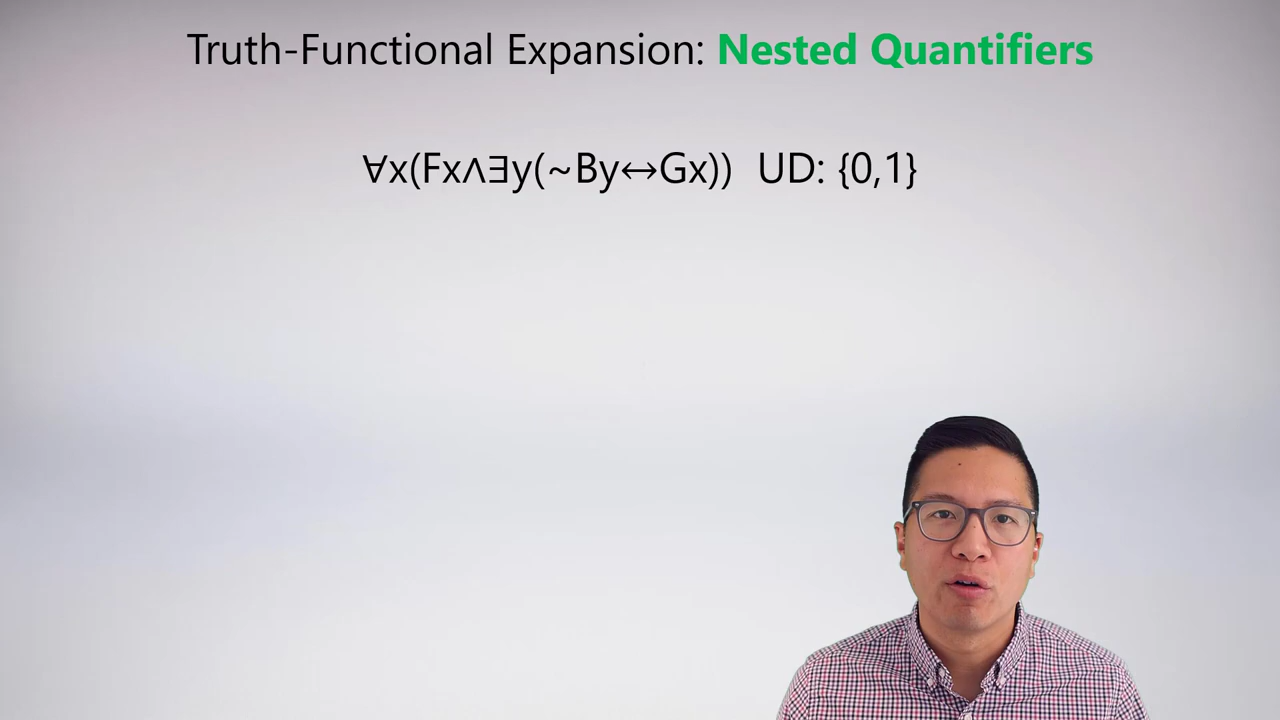 Truth-Functional Expansion: Nested Quantifiers
∀x(Fx∧∃y(~By↔Gx)) UD: {0,1}